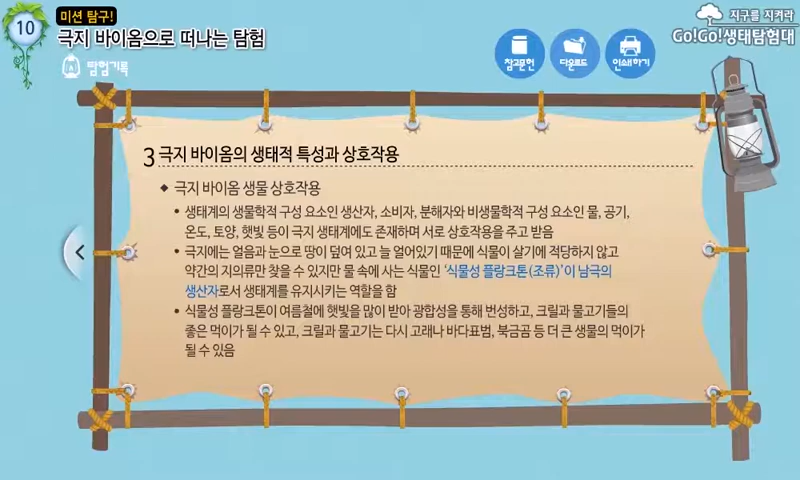 10
미션 탐구!
극지 바이옴으로 떠나는 탐험
탐험기록
참고문헌
다운로드
인쇄하기
지구를 지켜라
Go!Go!생태탐험대
3 극지 바이옴의 생태적 특성과 상호작용
◆ 극지 바이옴 생물 상호작용
• 생태계의 생물학적 구성 요소인 생산자, 소비자, 분해자와 비생물학적 구성 요소인 물, 공기,
온도, 토양, 햇빛 등이 극지 생태계에도 존재하며 서로 상호작용을 주고 받음
• 극지에는 얼음과 눈으로 땅이 덮여 있고 늘 얼어있기 때문에 식물이 살기에 적당하지 않고
약간의 지의류만 찾을 수 있지만 물 속에 사는 식물인 '식물성 플랑크톤(조류)'이 남극의
생산자로서 생태계를 유지시키는 역할을 함
• 식물성 플랑크톤이 여름철에 햇빛을 많이 받아 광합성을 통해 번성하고, 크릴과 물고기들의
좋은 먹이가 될 수 있고, 크릴과 물고기는 다시 고래나 바다표범, 북금곰 등 더 큰 생물의 먹이가
될 수 있음